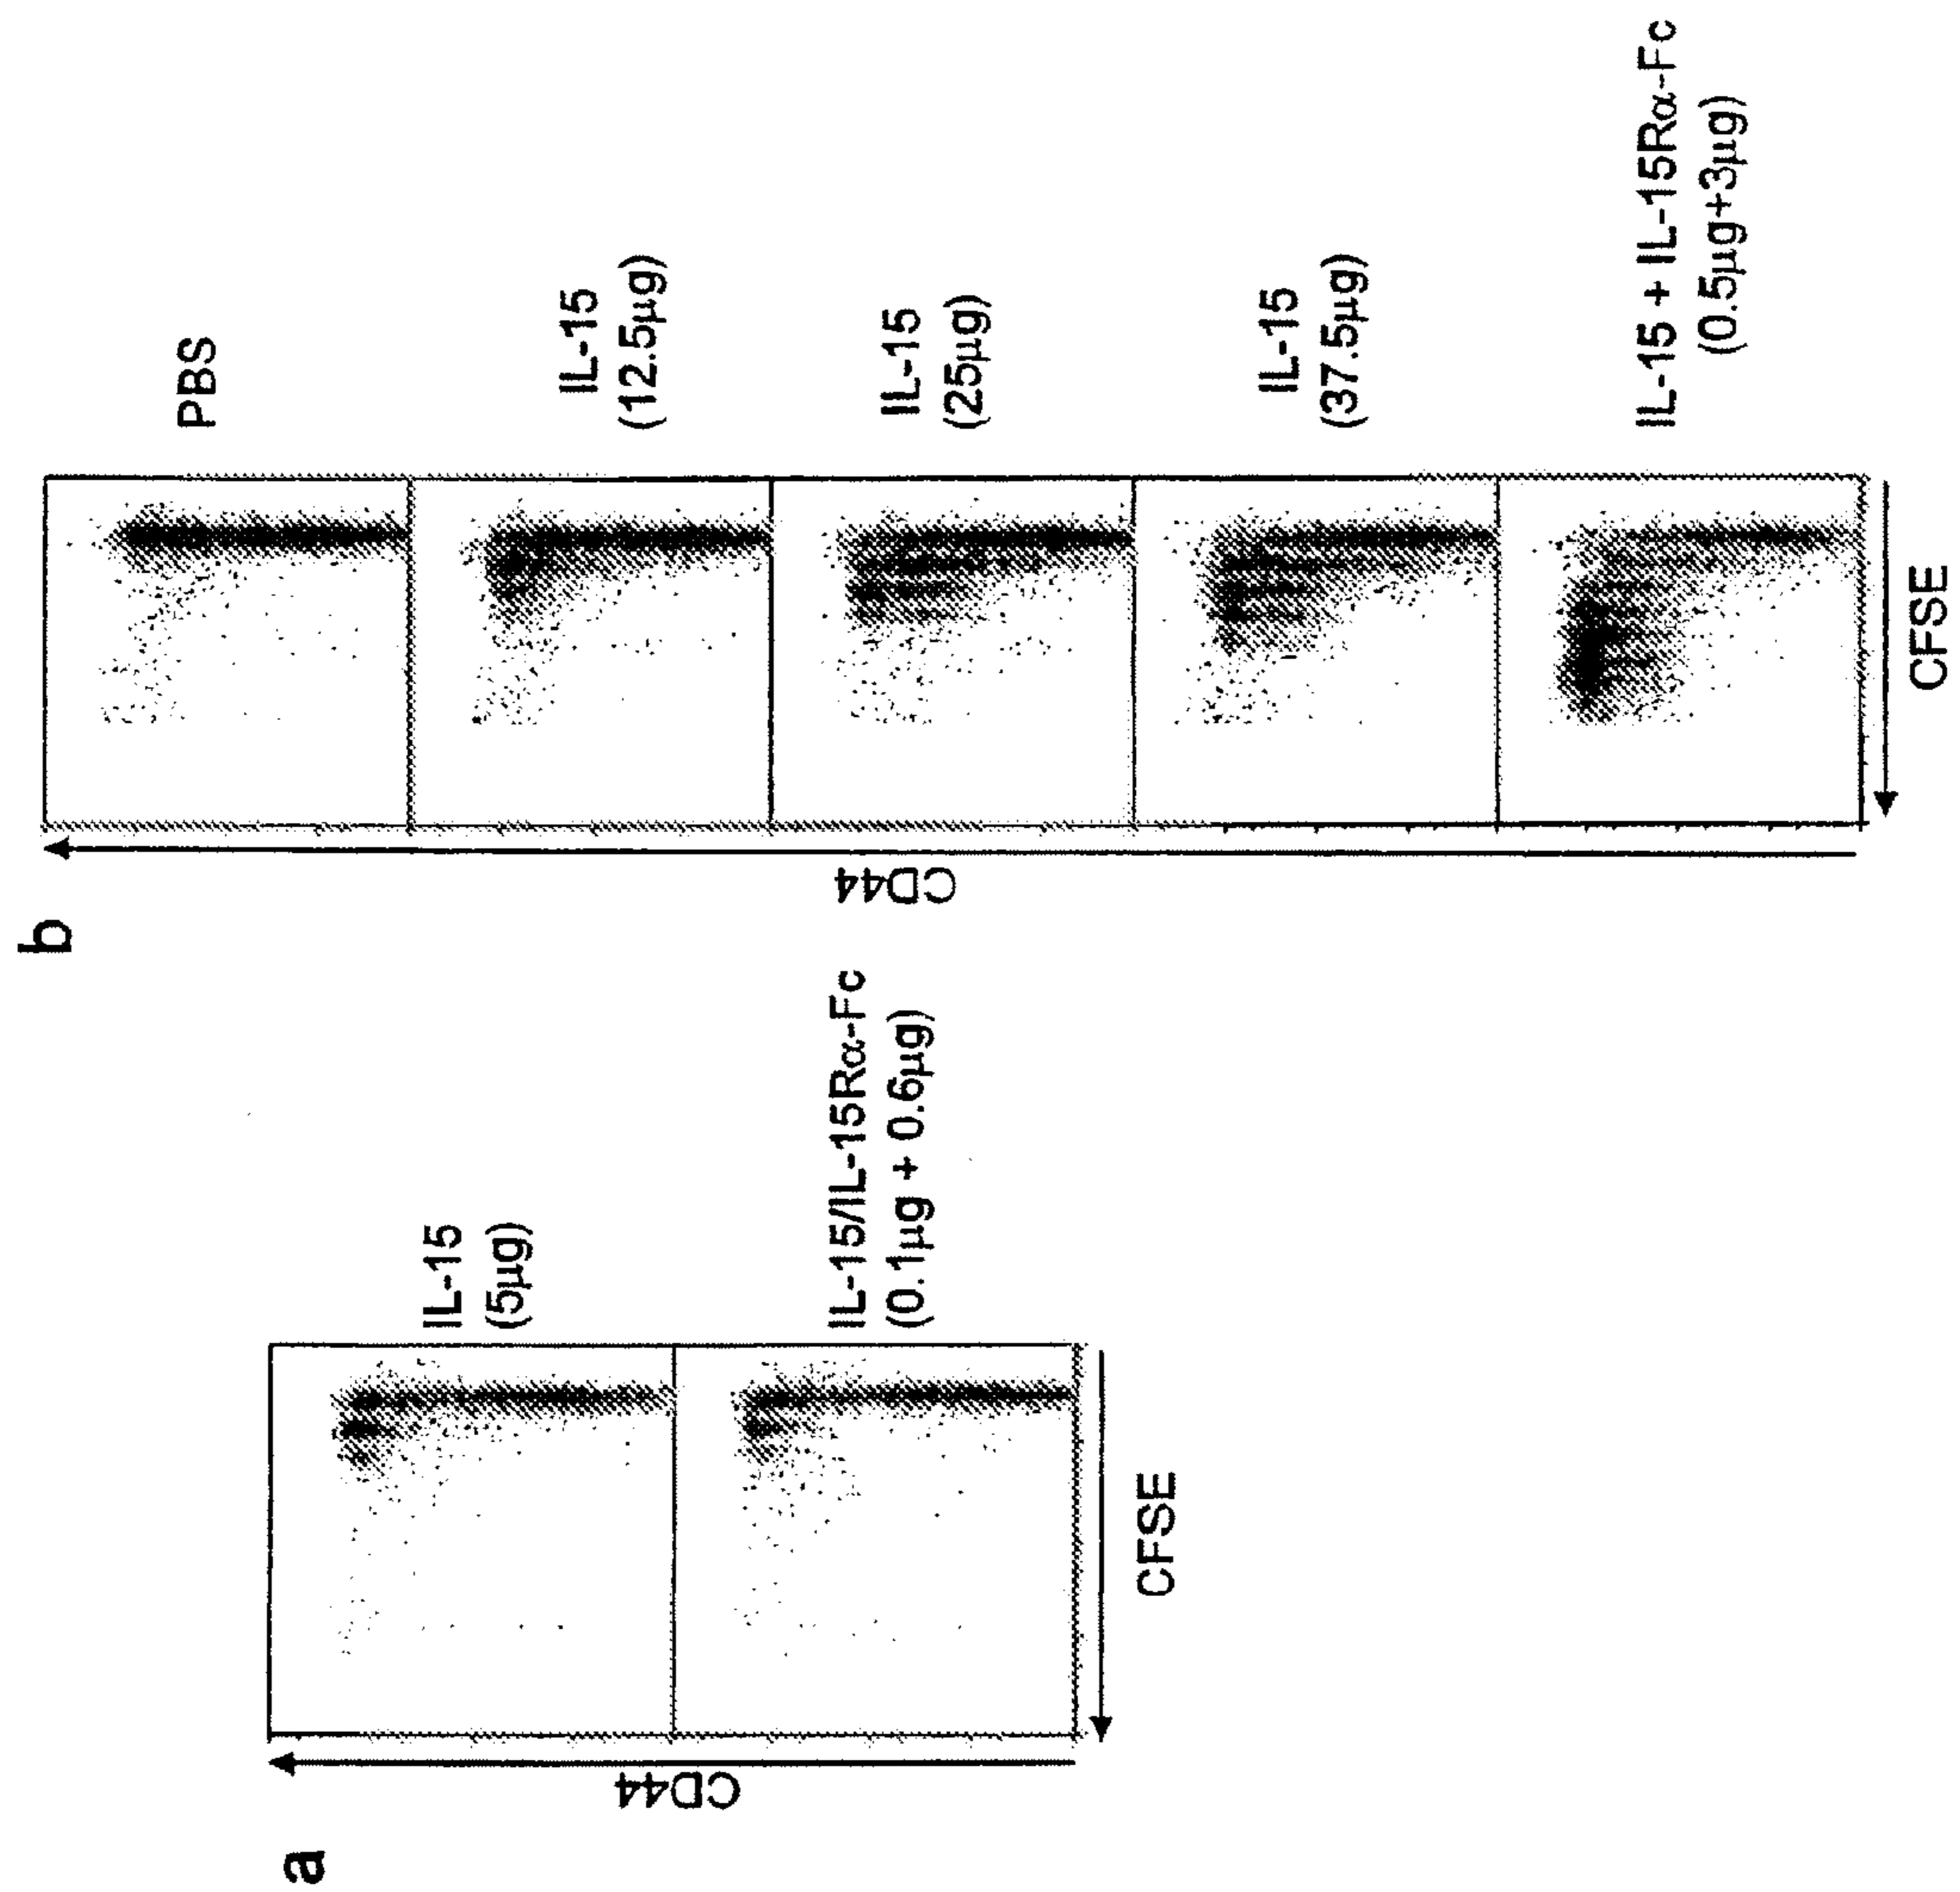 a
CD44
IL-15
(5μg)
IL-15/IL-15Rα-Fc
(0.1μg + 0.6μg)
CFSE
b
CD44
PBS
IL-15
(12.5μg)
IL-15
(25μg)
IL-15
(37.5μg)
IL-15 + IL-15Rα-Fc
(0.5μg+3μg)
CFSE